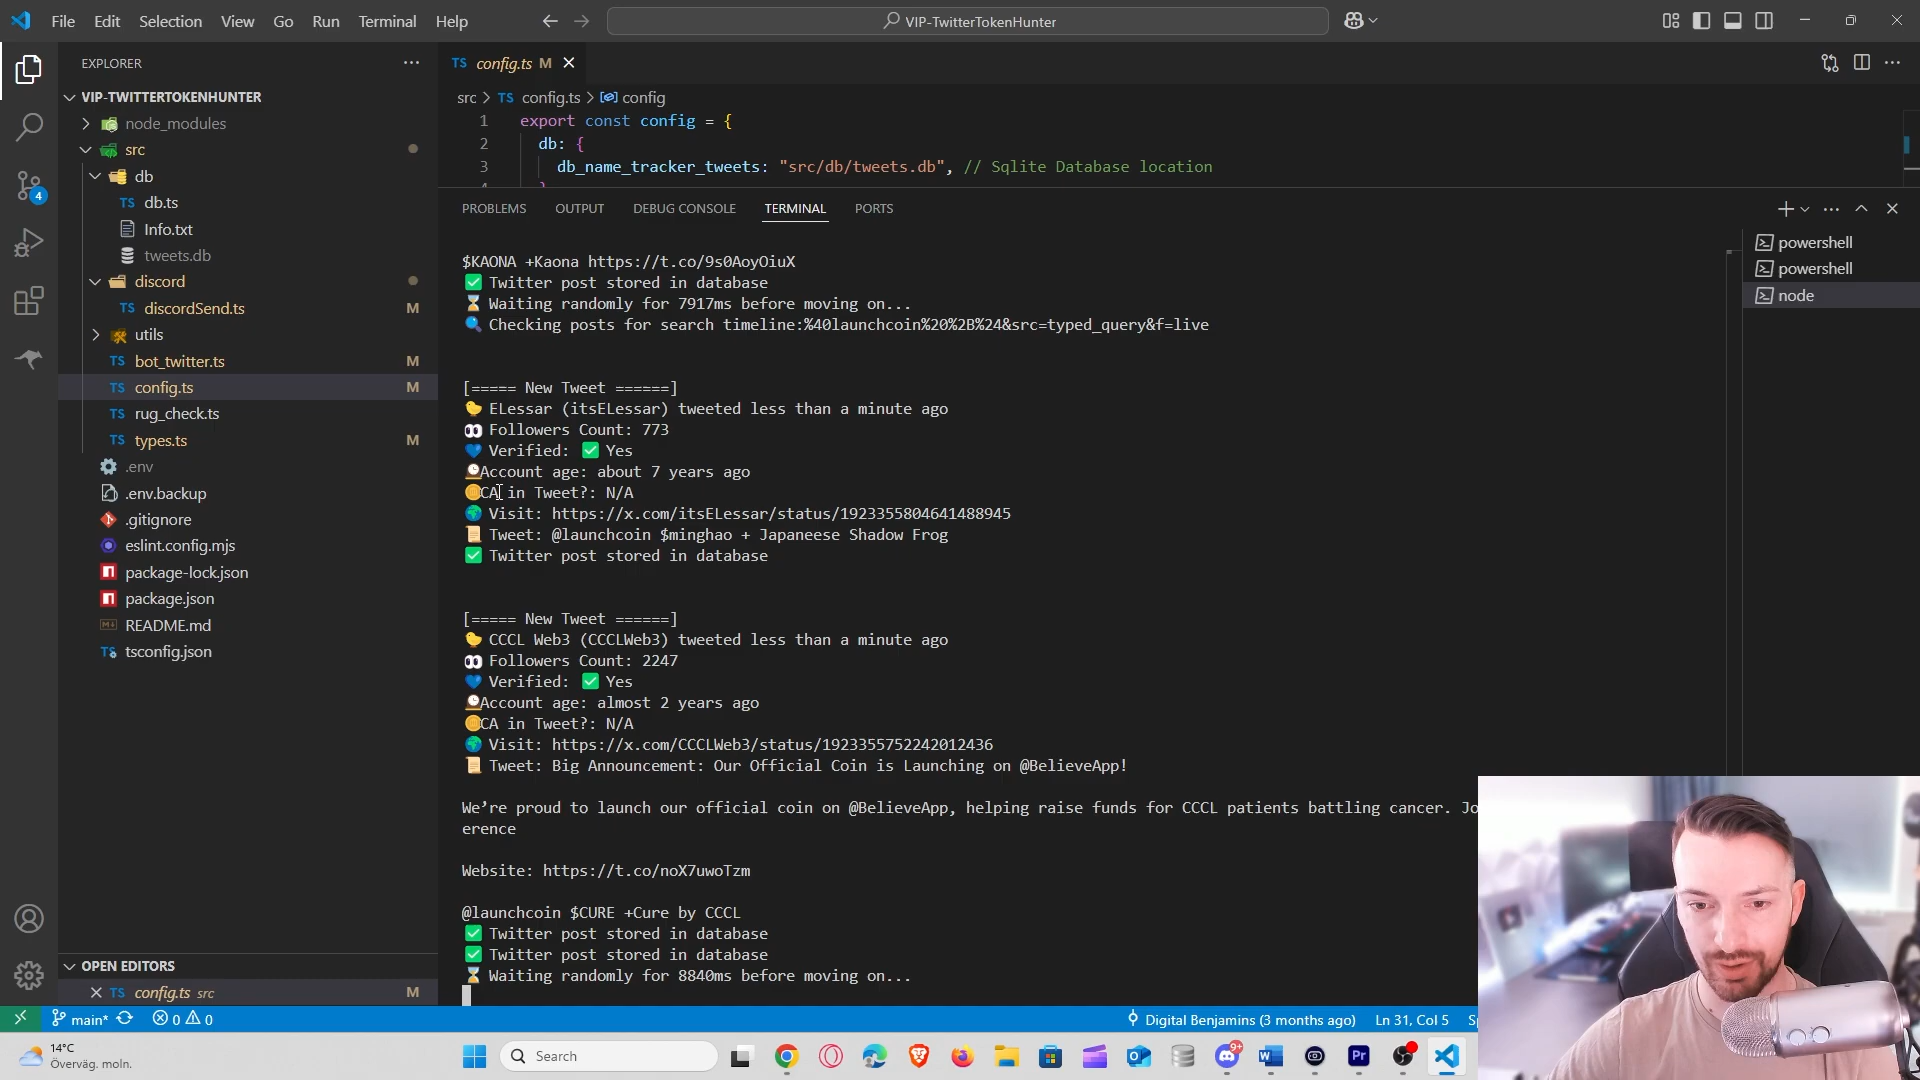 File Edit Selection View Go Run Terminal Help
VIP-TwitterTokenHunter
EXPLORER
VIP-TWITTERTOKENHUNTER
node_modules
src
db
db.ts
Info.txt
tweets.db
discord
discordSend.ts M
utils
bot_twitter.ts M
config.ts M
rug_check.ts
types.ts M
.env
.env.backup
.gitignore
eslint.config.mjs
package-lock.json
package.json
README.md
tsconfig.json
OPEN EDITORS
config.ts src M
4
TS config.ts M
src > TS config.ts > config
1 export const config = {
2 db: {
3 db_name_tracker_tweets: "src/db/tweets.db", // Sqlite Database location
PROBLEMS OUTPUT DEBUG CONSOLE TERMINAL PORTS
powershell
powershell
node
$KAONA +Kaona https://t.co/9s0AoyOiuX
✅ Twitter post stored in database
⌛ Waiting randomly for 7917ms before moving on...
🔍 Checking posts for search timeline:%40launchcoin%20%2B%24&src=typed_query&f=live
[===== New Tweet ======]
🐤 ELessar (itsELessar) tweeted less than a minute ago
👀 Followers Count: 773
💙 Verified: ✅ Yes
🕰Account age: about 7 years ago
🪙CA in Tweet?: N/A
🌍 Visit: https://x.com/itsELessar/status/1923355804641488945
📜 Tweet: @launchcoin $minghao + Japaneese Shadow Frog
✅ Twitter post stored in database
[===== New Tweet ======]
🐤 CCCL Web3 (CCCLWeb3) tweeted less than a minute ago
👀 Followers Count: 2247
💙 Verified: ✅ Yes
🕰Account age: almost 2 years ago
🪙CA in Tweet?: N/A
🌍 Visit: https://x.com/CCCLWeb3/status/1923355752242012436
📜 Tweet: Big Announcement: Our Official Coin is Launching on @BelieveApp!
We’re proud to launch our official coin on @BelieveApp, helping raise funds for CCCL patients battling cancer. Jo
erence
Website: https://t.co/noX7uwoTzm
@launchcoin $CURE +Cure by CCCL
✅ Twitter post stored in database
✅ Twitter post stored in database
⌛ Waiting randomly for 8840ms before moving on...
main* 0 0
Digital Benjamins (3 months ago) Ln 31, Col 5
14°C
Överväg. moln.
Search
9+